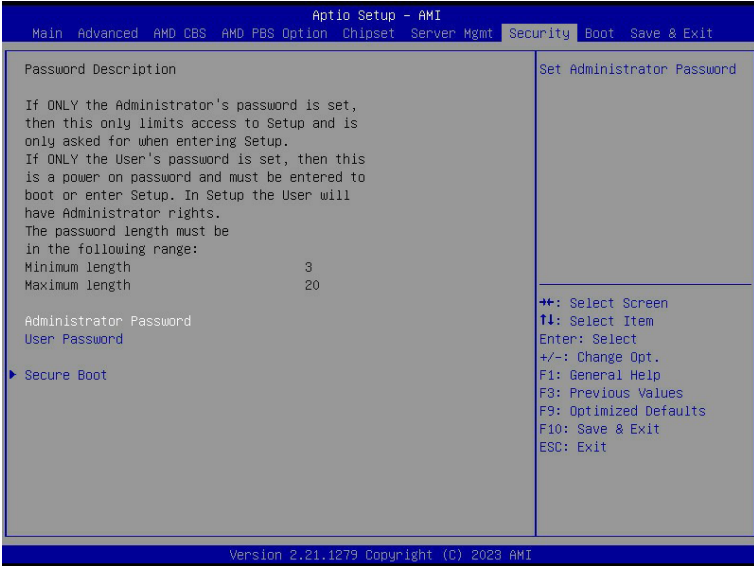 Aptio Setup – AMI
Main Advanced AMD CBS AMD PBS Option Chipset Server Mgmt Security Boot Save & Exit
Password Description
If ONLY the Administrator's password is set,
then this only limits access to Setup and is
only asked for when entering Setup.
If ONLY the User's password is set, then this
is a power on password and must be entered to
boot or enter Setup. In Setup the User will
have Administrator rights.
The password length must be
in the following range:
Minimum length 3
Maximum length 20
Administrator Password
User Password
▶ Secure Boot
Set Administrator Password
→←: Select Screen
↑↓: Select Item
Enter: Select
+/-: Change Opt.
F1: General Help
F3: Previous Values
F9: Optimized Defaults
F10: Save & Exit
ESC: Exit
Version 2.21.1279 Copyright (C) 2023 AMI